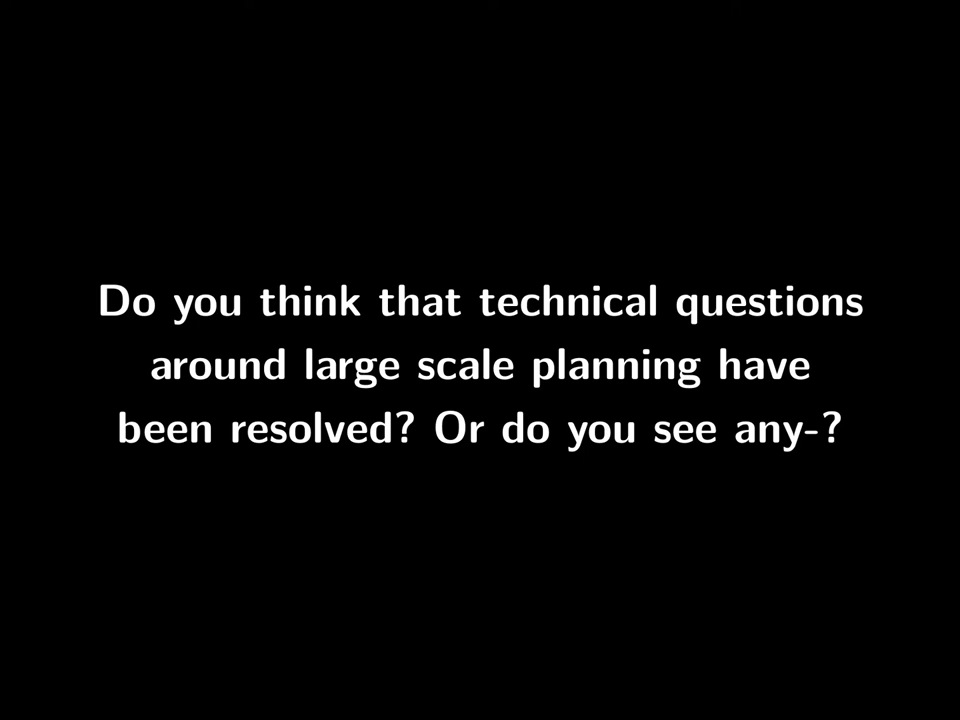 Do you think that technical questions
around large scale planning have
been resolved? Or do you see any-?